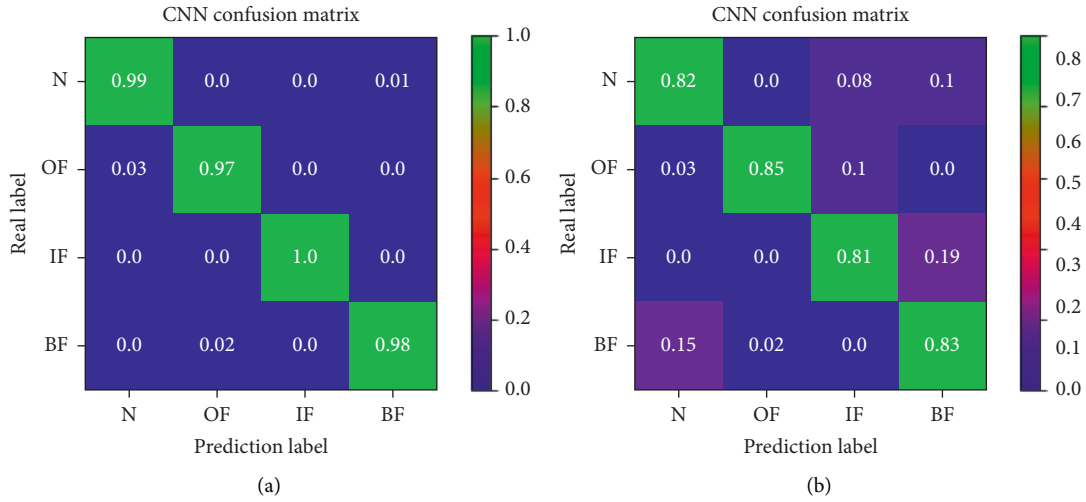 CNN confusion matrix
N 0.99 0.0 0.0 0.01
OF 0.03 0.97 0.0 0.0
IF 0.0 0.0 1.0 0.0
BF 0.0 0.02 0.0 0.98
N OF IF BF
Real label
Prediction label
1.0
0.8
0.6
0.4
0.2
0.0
(a)
CNN confusion matrix
N 0.82 0.0 0.08 0.1
OF 0.03 0.85 0.1 0.0
IF 0.0 0.0 0.81 0.19
BF 0.15 0.02 0.0 0.83
N OF IF BF
Real label
Prediction label
0.8
0.7
0.6
0.5
0.4
0.3
0.2
0.1
0.0
(b)